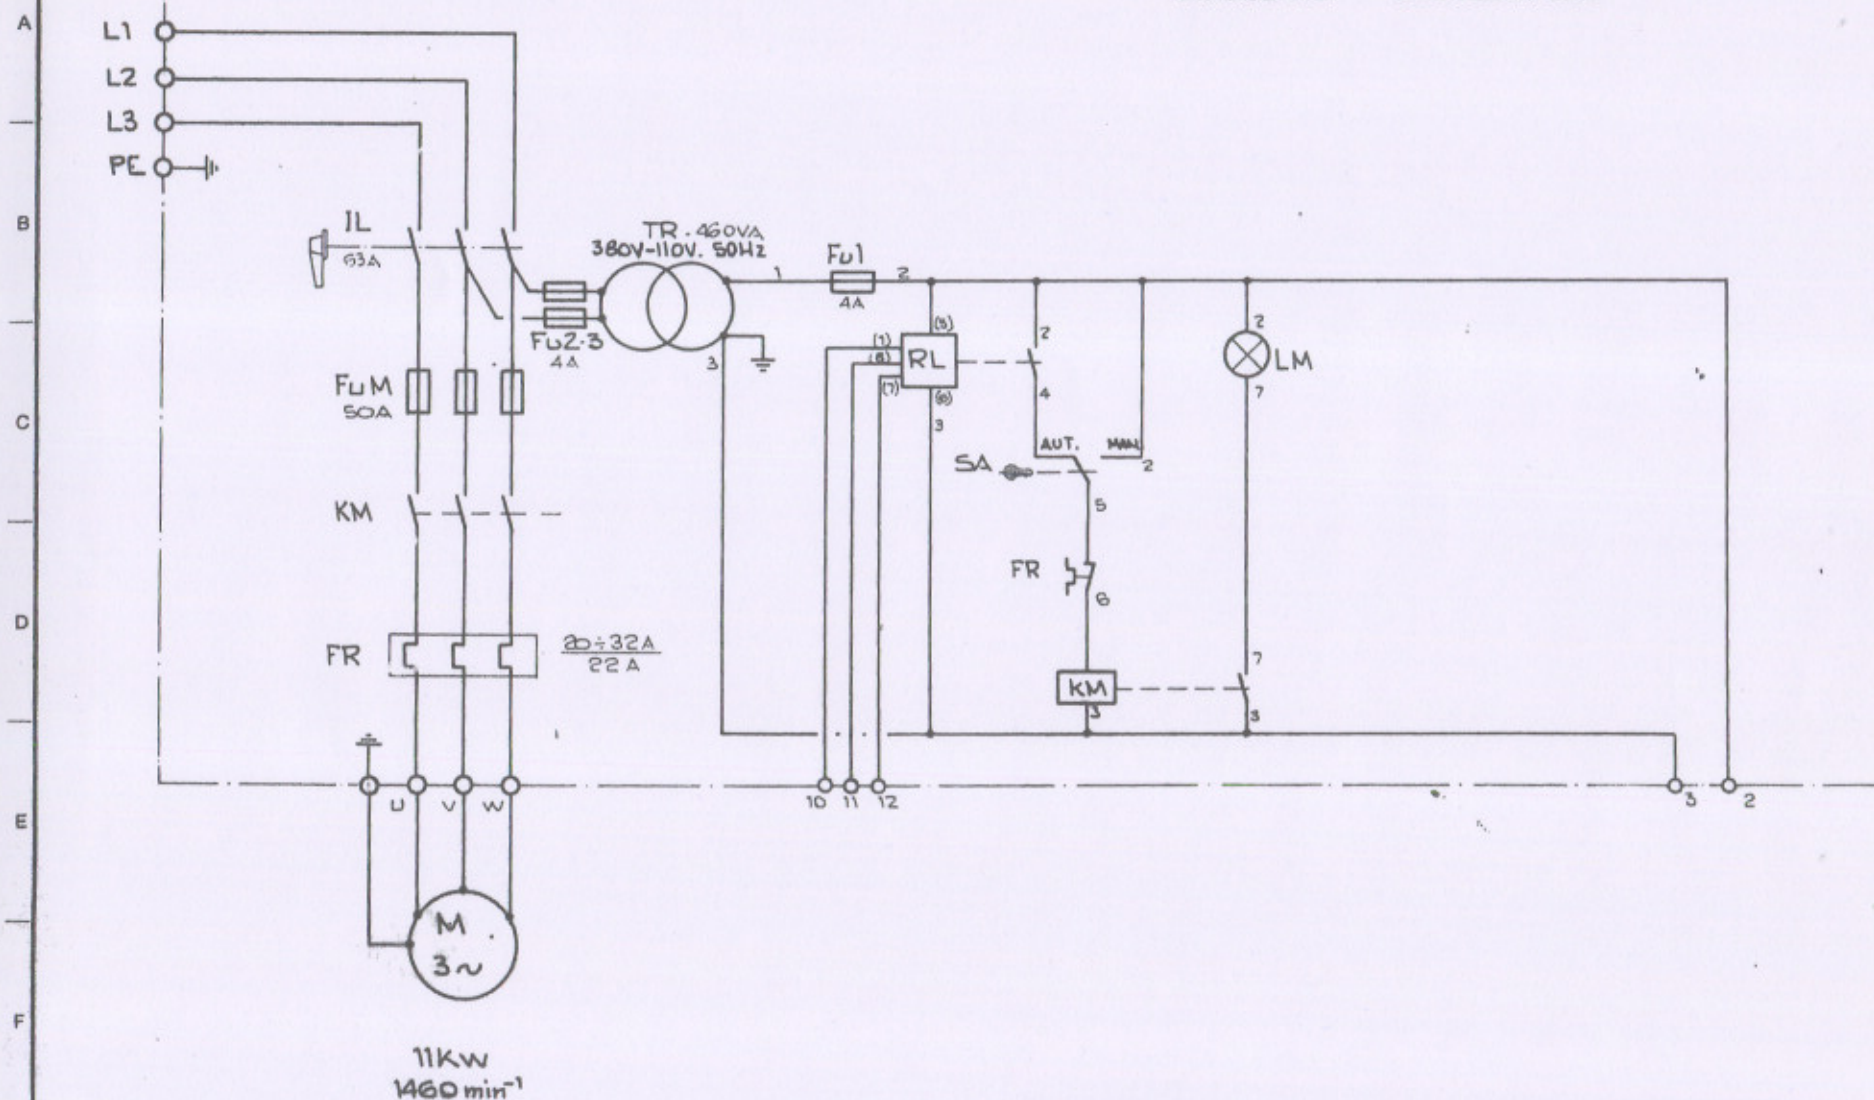 A
L1
L2
L3
PE
B
IL
63A
TR. 460VA
380V-110V. 50Hz
1
Fu1
2
4A
Fu2-3
4A
3
(5)
(1)
(8)
(7)
RL
(6)
3
2
4
2
LM
7
FuM
50A
C
AUT. MAN.
SA
2
5
KM
FR
6
D
FR
20÷32A
22A
KM
3
7
3
U V W
10 11 12
3 2
E
M
3~
F
11KW
1460 min⁻¹